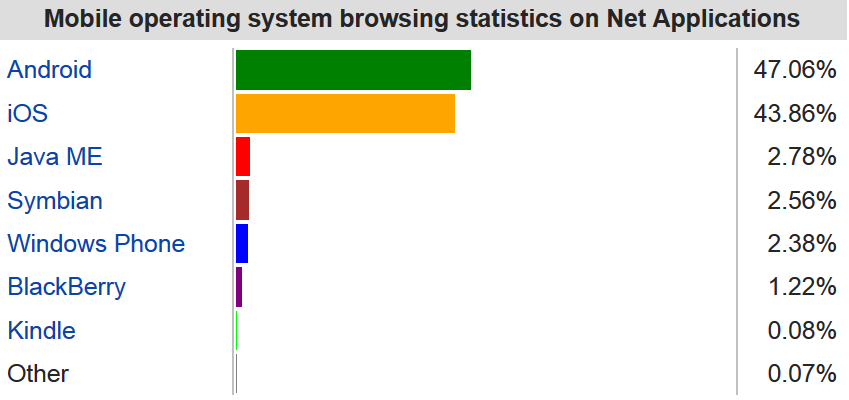 Mobile operating system browsing statistics on Net Applications
Android 47.06%
iOS 43.86%
Java ME 2.78%
Symbian 2.56%
Windows Phone 2.38%
BlackBerry 1.22%
Kindle 0.08%
Other 0.07%